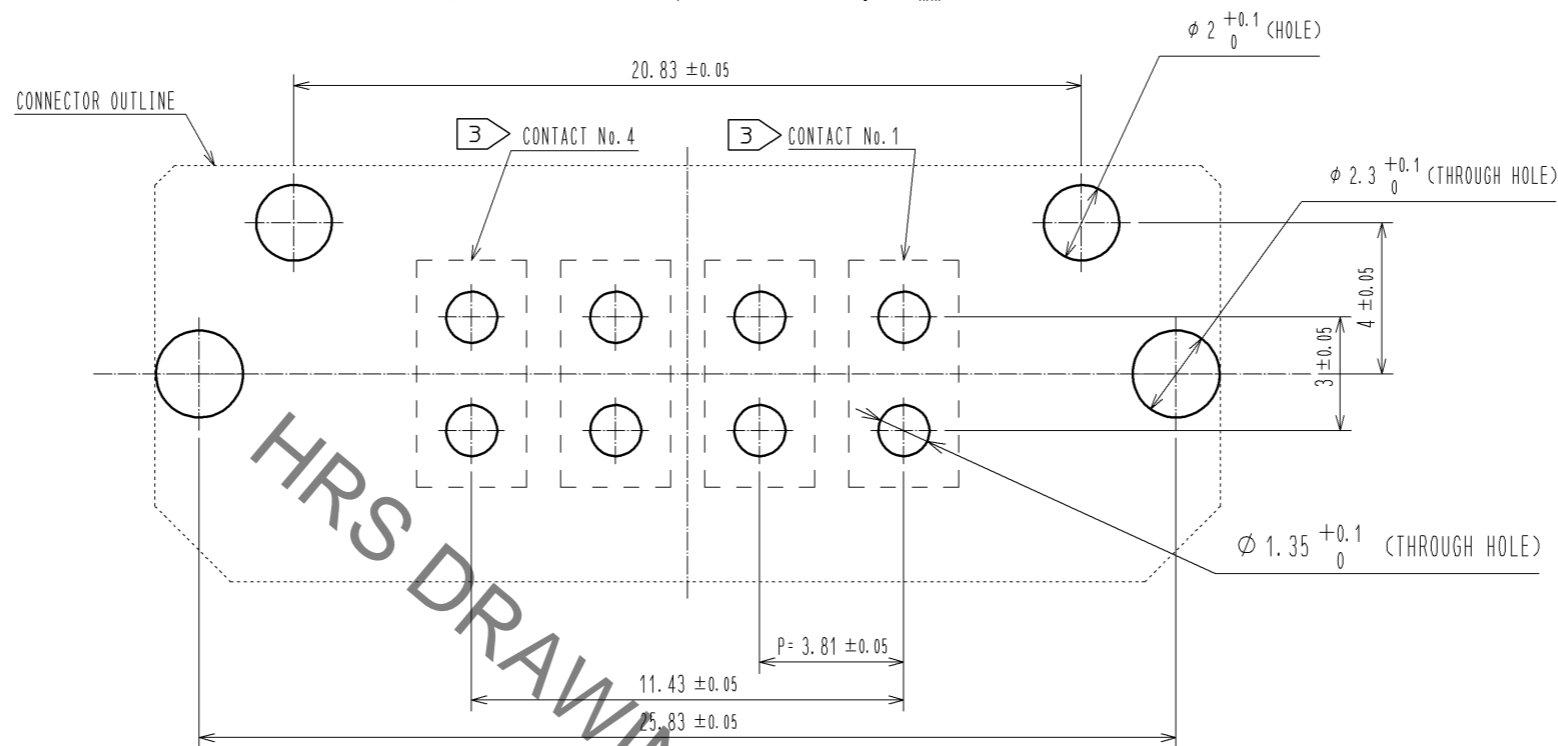 φ 2 +0.1 0 (HOLE)
20.83 ±0.05
CONNECTOR OUTLINE
3 CONTACT No.4
3 CONTACT No.1
φ 2.3 +0.1 0 (THROUGH HOLE)
4 ±0.05
3 ±0.05
φ 1.35 +0.1 0 (THROUGH HOLE)
P= 3.81 ±0.05
11.43 ±0.05
25.83 ±0.05
HRS